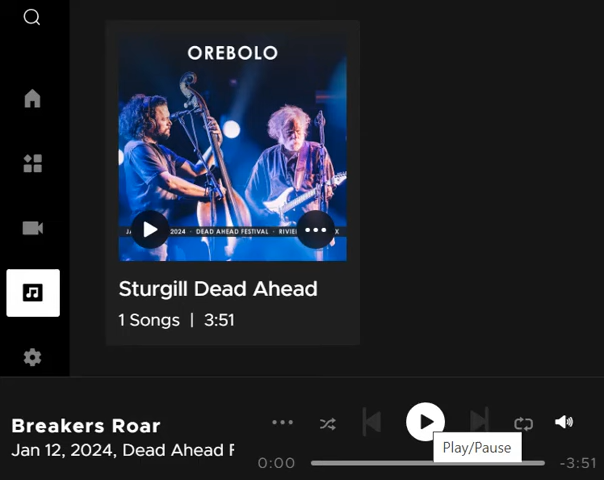 OREBOLO
2024 · DEAD AHEAD FESTIVAL ·
Sturgill Dead Ahead
1 Songs | 3:51
Breakers Roar
Jan 12, 2024, Dead Ahead
Play/Pause
0:00
-3:51